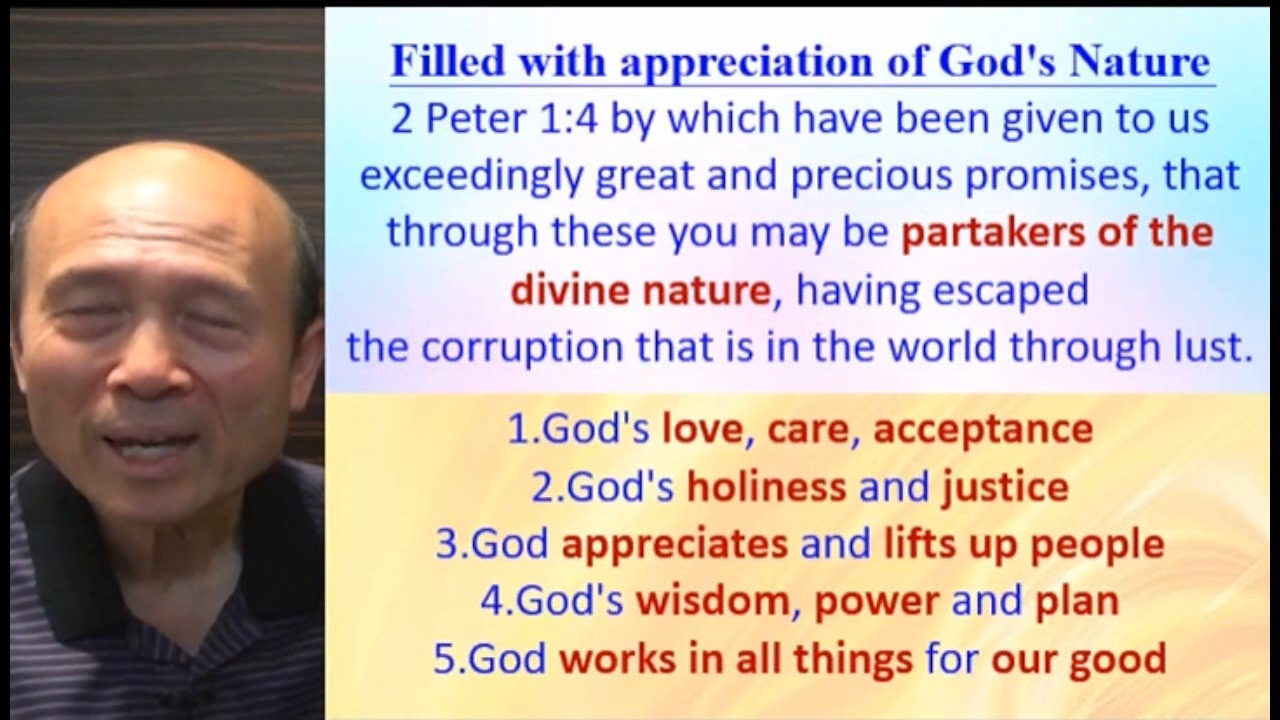 Filled with appreciation of God's Nature
2 Peter 1:4 by which have been given to us
exceedingly great and precious promises, that
through these you may be partakers of the
divine nature, having escaped
the corruption that is in the world through lust.
1.God's love, care, acceptance
2.God's holiness and justice
3.God appreciates and lifts up people
4.God's wisdom, power and plan
5.God works in all things for our good